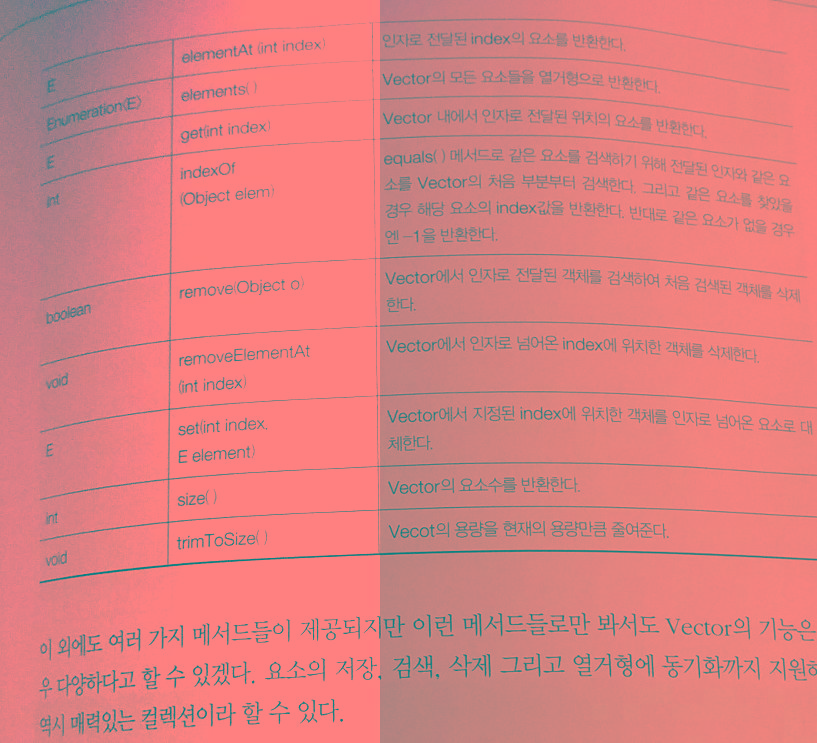 E elementAt (int index) 인자로 전달된 index의 요소를 반환한다.
Enumeration(E) elements( ) Vector의 모든 요소들을 열거형으로 반환한다.
E get(int index) Vector 내에서 인자로 전달된 위치의 요소를 반환한다.
int indexOf equals( ) 메서드로 같은 요소를 검색하기 위해 전달된 인자와 같은 요
(Object elem) 소를 Vector의 처음 부분부터 검색한다. 그리고 같은 요소를 찾았을
경우 해당 요소의 index값을 반환한다. 반대로 같은 요소가 없을 경우
엔 –1을 반환한다.
boolean remove(Object o) Vector에서 인자로 전달된 객체를 검색하여 처음 검색된 객체를 삭제
한다.
void removeElementAt Vector에서 인자로 넘어온 index에 위치한 객체를 삭제한다.
(int index)
E set(int index, Vector에서 지정된 index에 위치한 객체를 인자로 넘어온 요소로 대
E element) 체한다.
int size( ) Vector의 요소수를 반환한다.
void trimToSize( ) Vecot의 용량을 현재의 용량만큼 줄여준다.
이 외에도 여러 가지 메서드들이 제공되지만 이런 메서드들로만 봐서도 Vector의 기능은
우 다양하다고 할 수 있겠다. 요소의 저장, 검색, 삭제 그리고 열거형에 동기화까지 지원하
역시 매력있는 컬렉션이라 할 수 있다.